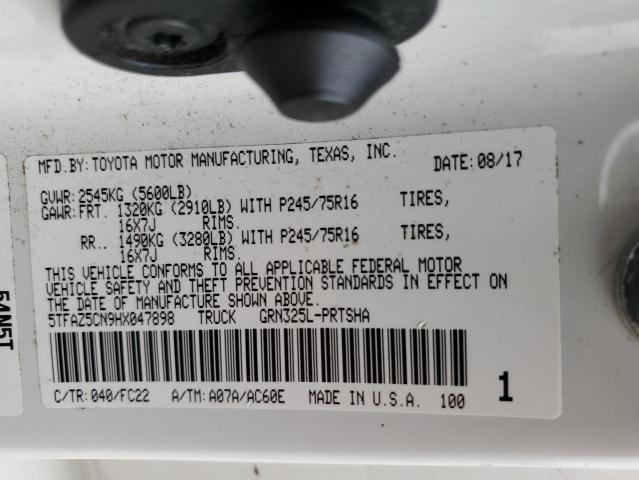 MFD.BY:TOYOTA MOTOR MANUFACTURING, TEXAS, INC. DATE:08/17
GVWR:2545KG (5600LB)
GAWR:FRT. 1320KG (2910LB) WITH P245/75R16 TIRES,
16X7J RIMS.
RR.. 1490KG (3280LB) WITH P245/75R16 TIRES,
16X7J RIMS.
THIS VEHICLE CONFORMS TO ALL APPLICABLE FEDERAL MOTOR
VEHICLE SAFETY AND THEFT PREVENTION STANDARDS IN EFFECT ON
THE DATE OF MANUFACTURE SHOWN ABOVE.
5TFAZ5CN9HX047898 TRUCK GRN325L-PRTSHA
C/TR:040/FC22 A/TM:A07A/AC60E MADE IN U.S.A. 100 1